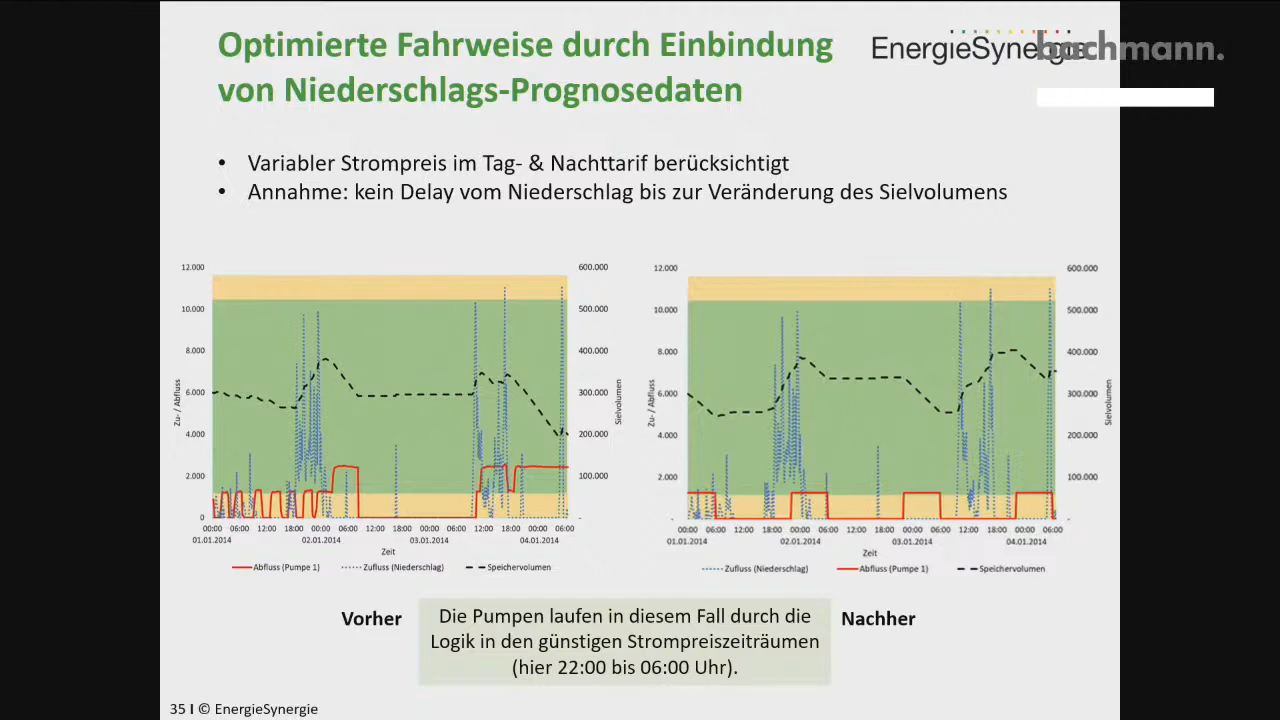 Optimierte Fahrweise durch Einbindung
von Niederschlags-Prognosedaten
EnergieSynergie
bachmann.
• Variabler Strompreis im Tag- & Nachttarif berücksichtigt
• Annahme: kein Delay vom Niederschlag bis zur Veränderung des Sielvolumens
12.000
10.000
8.000
6.000
4.000
2.000
0
Zu- / Abfluss
600.000
500.000
400.000
300.000
200.000
100.000
-
Sielvolumen
00:00 06:00 12:00 18:00 00:00 06:00 12:00 18:00 00:00 06:00 12:00 18:00 00:00 06:00
01.01.2014 02.01.2014 03.01.2014 04.01.2014
Zeit
Abfluss (Pumpe 1) Zufluss (Niederschlag) Speichervolumen
12.000
10.000
8.000
6.000
4.000
2.000
-
Zu- / Abfluss
600.000
500.000
400.000
300.000
200.000
100.000
-
Sielvolumen
00:00 06:00 12:00 18:00 00:00 06:00 12:00 18:00 00:00 06:00 12:00 18:00 00:00 06:00
01.01.2014 02.01.2014 03.01.2014 04.01.2014
Zeit
Zufluss (Niederschlag) Abfluss (Pumpe 1) Speichervolumen
Vorher
Die Pumpen laufen in diesem Fall durch die
Logik in den günstigen Strompreiszeiträumen
(hier 22:00 bis 06:00 Uhr).
Nachher
35 I © EnergieSynergie